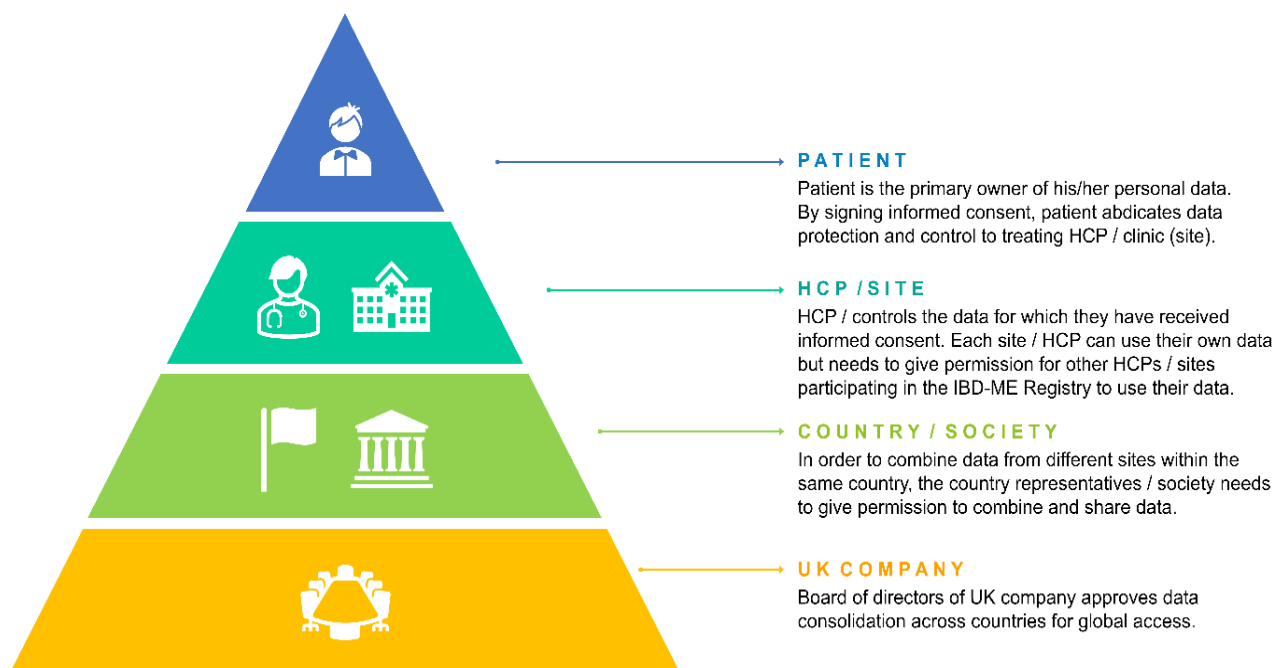 PATIENT
Patient is the primary owner of his/her personal data.
By signing informed consent, patient abdicates data
protection and control to treating HCP / clinic (site).
HCP / SITE
HCP / controls the data for which they have received
informed consent. Each site / HCP can use their own data
but needs to give permission for other HCPs / sites
participating in the IBD-ME Registry to use their data.
COUNTRY / SOCIETY
In order to combine data from different sites within the
same country, the country representatives / society needs
to give permission to combine and share data.
UK COMPANY
Board of directors of UK company approves data
consolidation across countries for global access.